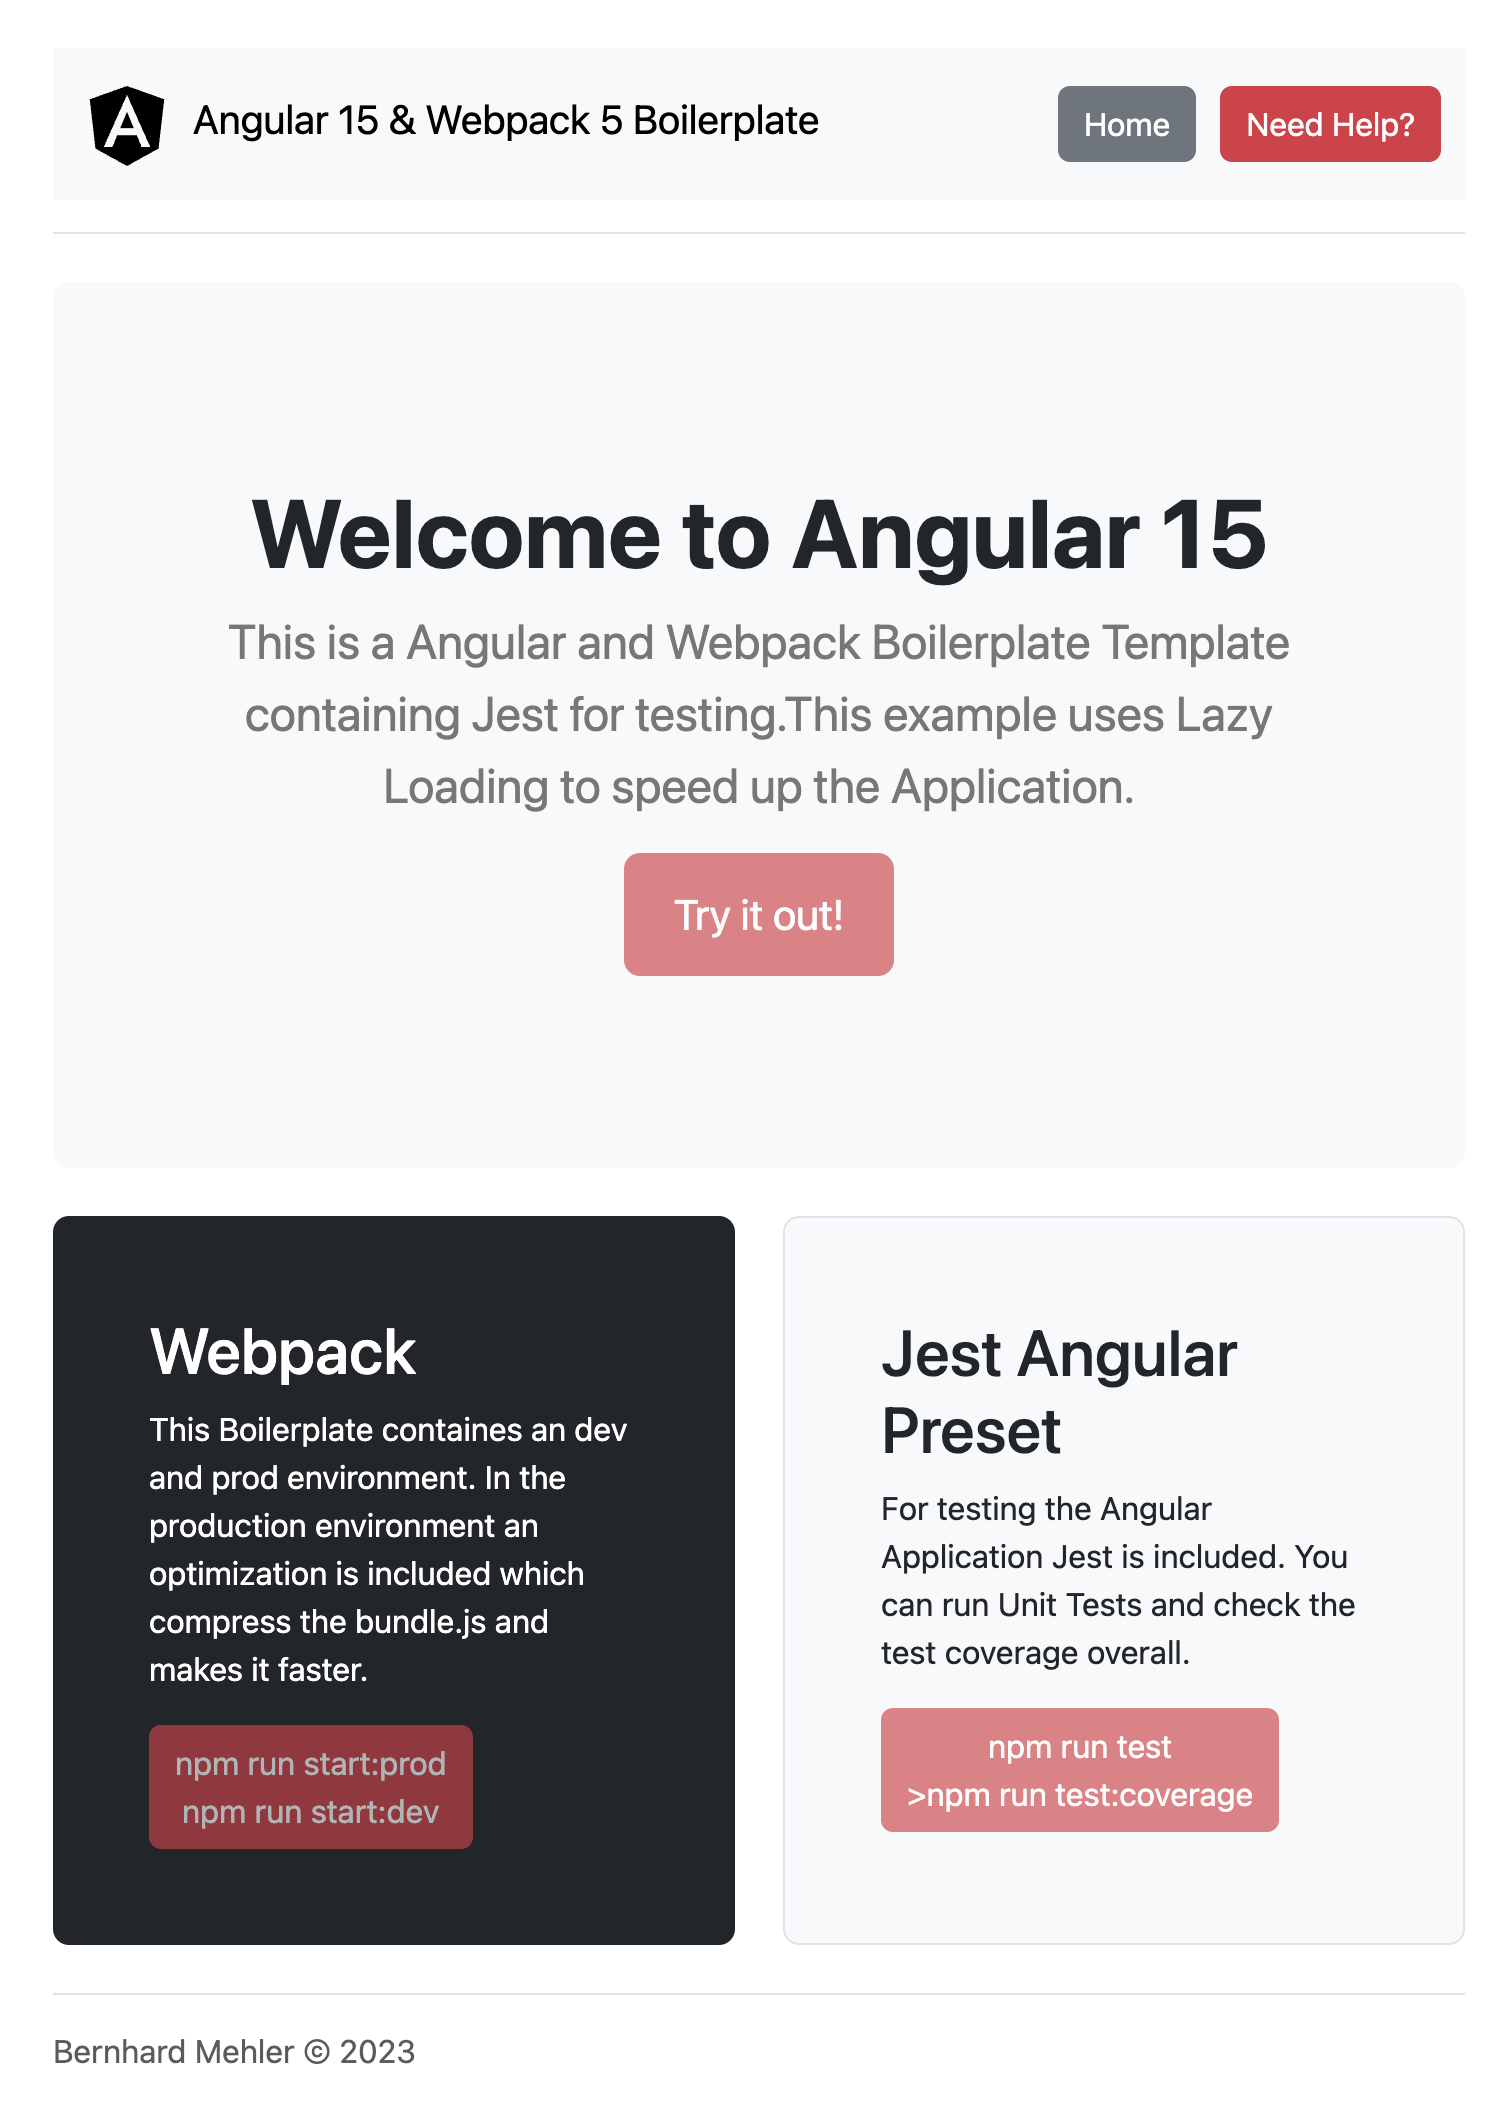 Angular 15 & Webpack 5 Boilerplate
Home
Need Help?
Welcome to Angular 15
This is a Angular and Webpack Boilerplate Template
containing Jest for testing.This example uses Lazy
Loading to speed up the Application.
Try it out!
Webpack
This Boilerplate containes an dev
and prod environment. In the
production environment an
optimization is included which
compress the bundle.js and
makes it faster.
npm run start:prod
npm run start:dev
Jest Angular
Preset
For testing the Angular
Application Jest is included. You
can run Unit Tests and check the
test coverage overall.
npm run test
>npm run test:coverage
Bernhard Mehler © 2023